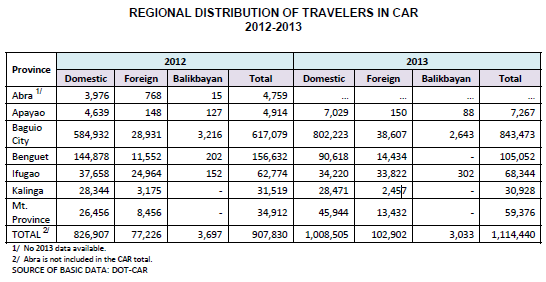 REGIONAL DISTRIBUTION OF TRAVELERS IN CAR
2012-2013
Province 2012 2013
Domestic Foreign Balikbayan Total Domestic Foreign Balikbayan Total
Abra 1/ 3,976 768 15 4,759 ... ... ... ...
Apayao 4,639 148 127 4,914 7,029 150 88 7,267
Baguio City 584,932 28,931 3,216 617,079 802,223 38,607 2,643 843,473
Benguet 144,878 11,552 202 156,632 90,618 14,434 - 105,052
Ifugao 37,658 24,964 152 62,774 34,220 33,822 302 68,344
Kalinga 28,344 3,175 - 31,519 28,471 2,457 - 30,928
Mt. Province 26,456 8,456 - 34,912 45,944 13,432 - 59,376
TOTAL 2/ 826,907 77,226 3,697 907,830 1,008,505 102,902 3,033 1,114,440
1/ No 2013 data available.
2/ Abra is not included in the CAR total.
SOURCE OF BASIC DATA: DOT-CAR